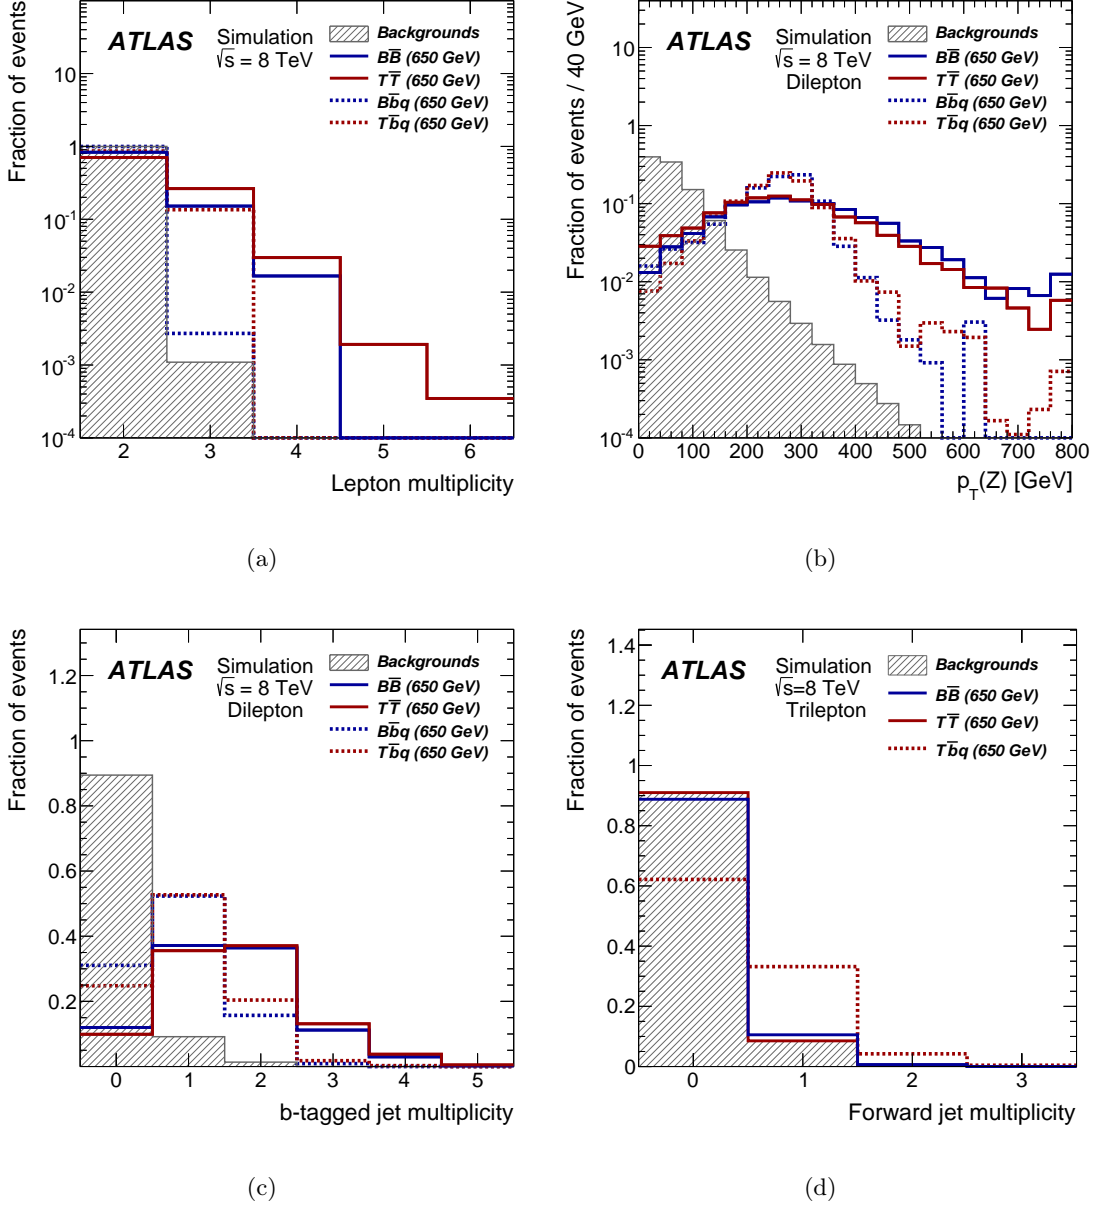 Fraction of events
10
1
10⁻¹
10⁻²
10⁻³
10⁻⁴
2 3 4 5 6
Lepton multiplicity
ATLAS Simulation
√s = 8 TeV
Backgrounds
BB̅ (650 GeV)
TT̅ (650 GeV)
Bb̅q (650 GeV)
Tb̅q (650 GeV)
(a)
Fraction of events / 40 GeV
10
1
10⁻¹
10⁻²
10⁻³
10⁻⁴
0 100 200 300 400 500 600 700 800
p_T(Z) [GeV]
ATLAS Simulation
√s = 8 TeV
Dilepton
Backgrounds
BB̅ (650 GeV)
TT̅ (650 GeV)
Bb̅q (650 GeV)
Tb̅q (650 GeV)
(b)
Fraction of events
1.2
1
0.8
0.6
0.4
0.2
0 1 2 3 4 5
b-tagged jet multiplicity
ATLAS Simulation
√s = 8 TeV
Dilepton
Backgrounds
BB̅ (650 GeV)
TT̅ (650 GeV)
Bb̅q (650 GeV)
Tb̅q (650 GeV)
(c)
Fraction of events
1.4
1.2
1
0.8
0.6
0.4
0.2
0
0 1 2 3
Forward jet multiplicity
ATLAS Simulation
√s=8 TeV
Trilepton
Backgrounds
BB̅ (650 GeV)
TT̅ (650 GeV)
Tb̅q (650 GeV)
(d)